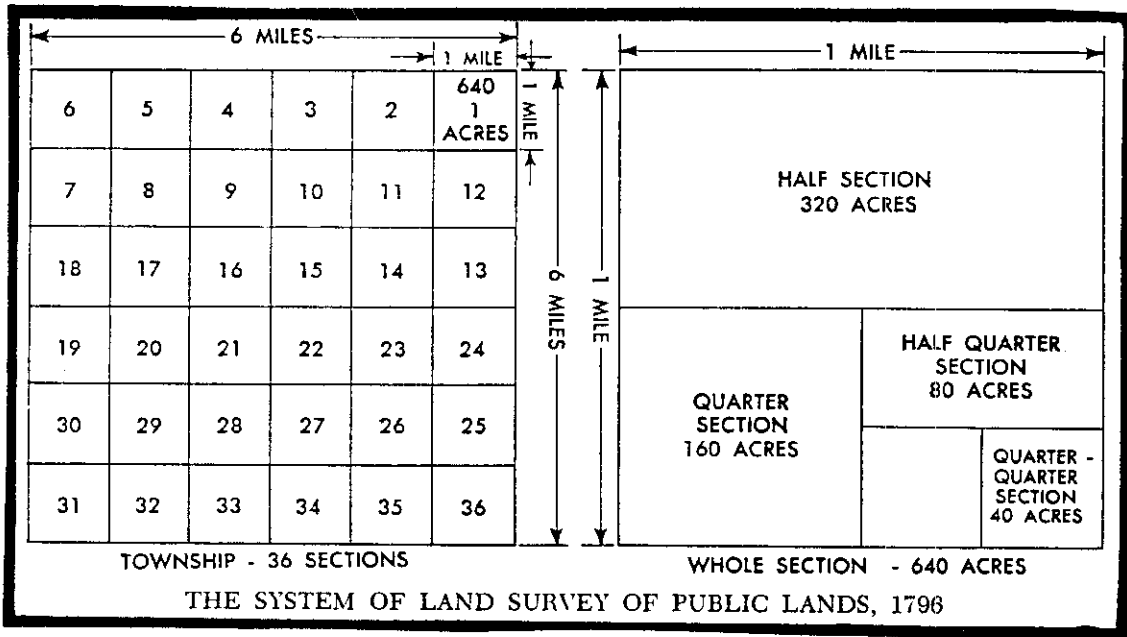 6 MILES
1 MILE
6 5 4 3 2 640
1
ACRES
1 MILE
7 8 9 10 11 12
18 17 16 15 14 13
19 20 21 22 23 24
30 29 28 27 26 25
31 32 33 34 35 36
6 MILES
TOWNSHIP - 36 SECTIONS
1 MILE
1 MILE
HALF SECTION
320 ACRES
QUARTER
SECTION
160 ACRES
HALF QUARTER
SECTION
80 ACRES
QUARTER -
QUARTER
SECTION
40 ACRES
WHOLE SECTION - 640 ACRES
THE SYSTEM OF LAND SURVEY OF PUBLIC LANDS, 1796